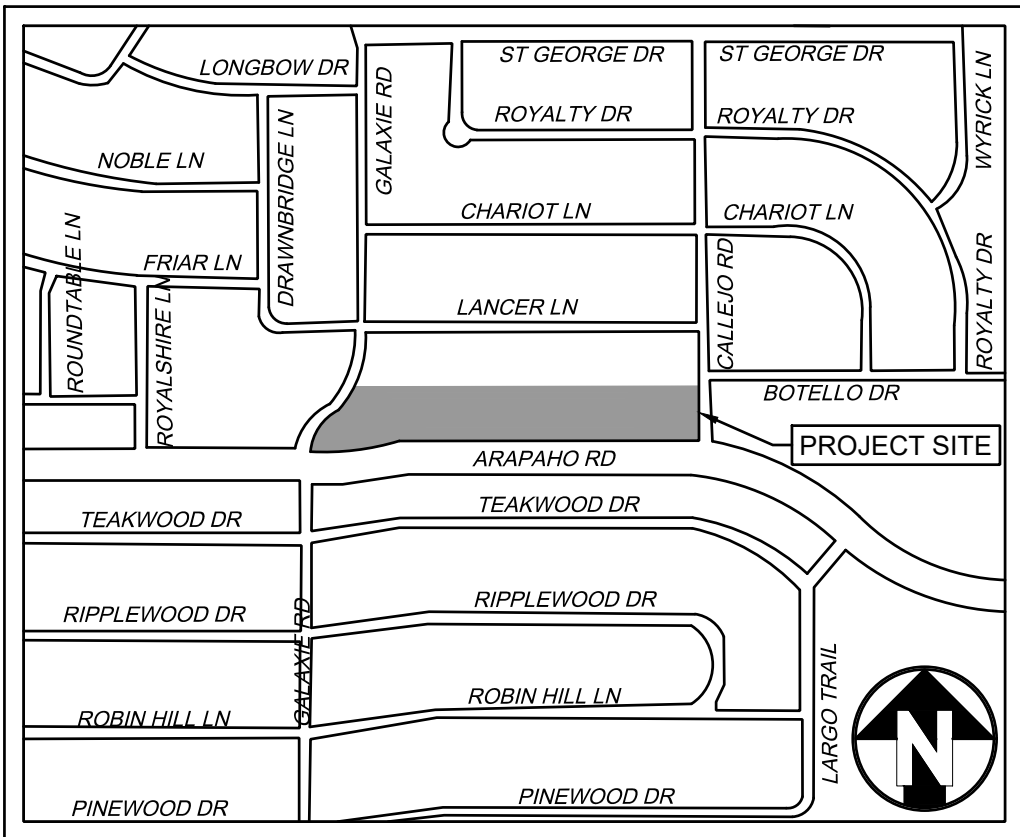 LONGBOW DR
ST GEORGE DR
ST GEORGE DR
GALAXIE RD
ROYALTY DR
ROYALTY DR
WYRICK LN
NOBLE LN
DRAWNBRIDGE LN
CHARIOT LN
CHARIOT LN
ROUNDTABLE LN
FRIAR LN
ROYALSHIRE LN
LANCER LN
CALLEJO RD
ROYALTY DR
BOTELLO DR
PROJECT SITE
ARAPAHO RD
TEAKWOOD DR
TEAKWOOD DR
RIPPLEWOOD DR
RIPPLEWOOD DR
GALAXIE RD
ROBIN HILL LN
ROBIN HILL LN
LARGO TRAIL
N
PINEWOOD DR
PINEWOOD DR